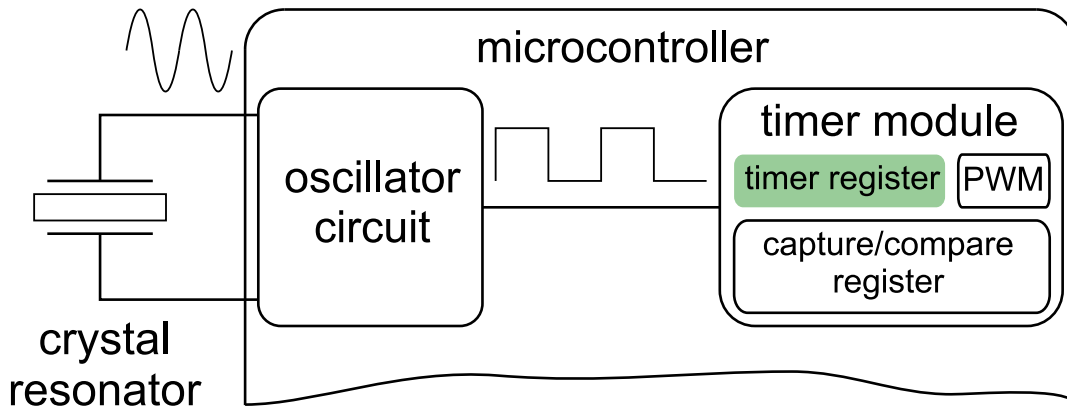 microcontroller
timer module
timer register
PWM
oscillator
circuit
capture/compare
register
crystal
resonator